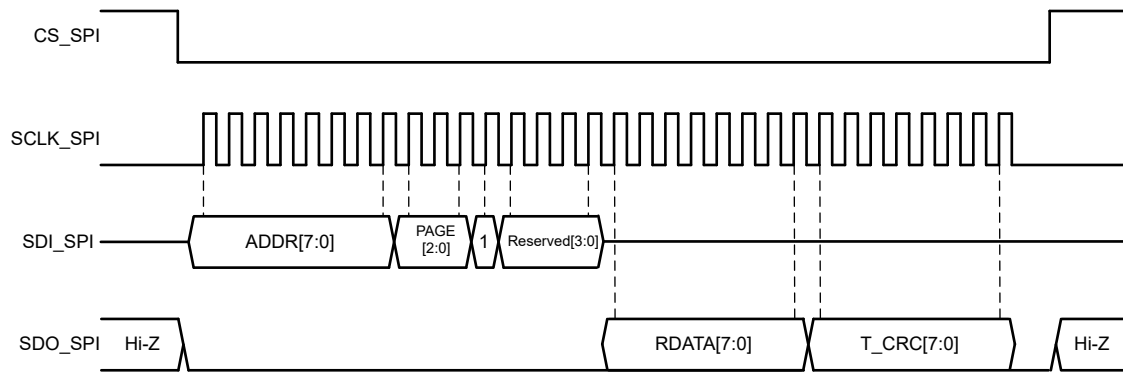 CS_SPI
SCLK_SPI
SDI_SPI
ADDR[7:0]
PAGE
[2:0]
1
Reserved[3:0]
SDO_SPI
Hi-Z
RDATA[7:0]
T_CRC[7:0]
Hi-Z